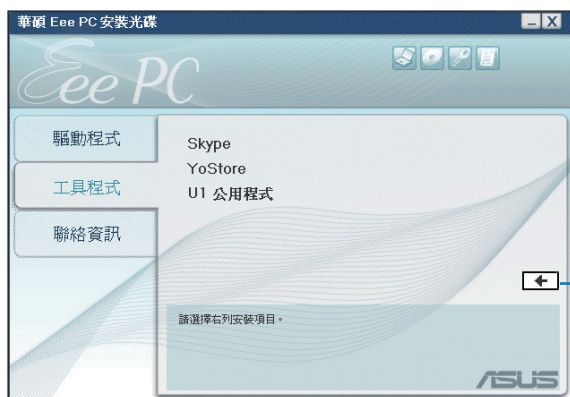 華碩 Eee PC 安裝光碟
Eee PC
驅動程式
工具程式
聯絡資訊
Skype
YoStore
U1 公用程式
請選擇右列安裝項目。
ASUS